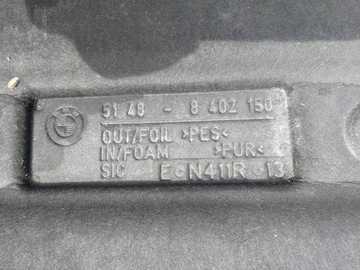 51.48 - 8 402 150
OUT/FOIL >PES<
IN/FOAM >PUR<
SIC E N411R 13